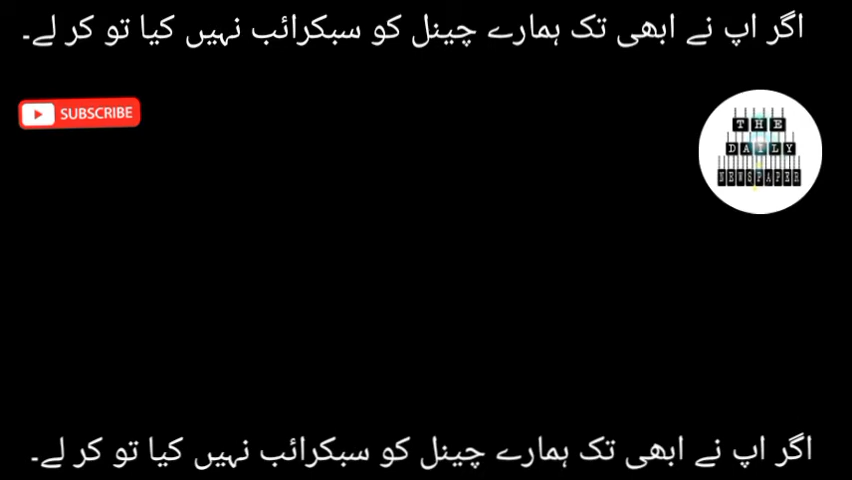 اگر اپ نے ابھی تک ہمارے چینل کو سبکرائب نہیں کیا تو کر لے۔
SUBSCRIBE
THE
DAILY
NEWSPAPER
اگر اپ نے ابھی تک ہمارے چینل کو سبکرائب نہیں کیا تو کر لے۔